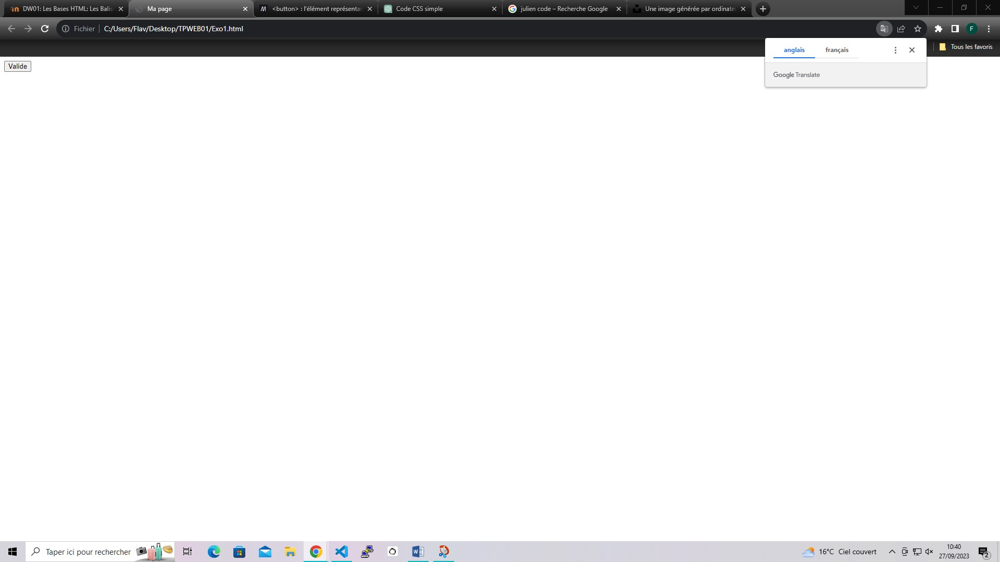 DW01: Les Bases HTML: Les Balis
Ma page
<button> : l'élément représentan
Code CSS simple
julien code – Recherche Google
Une image générée par ordinate
Fichier
C:/Users/Flav/Desktop/TPWEB01/Exo1.html
F
Tous les favoris
anglais
français
Google Translate
Valide
Taper ici pour rechercher
16°C Ciel couvert
10:40
27/09/2023
2